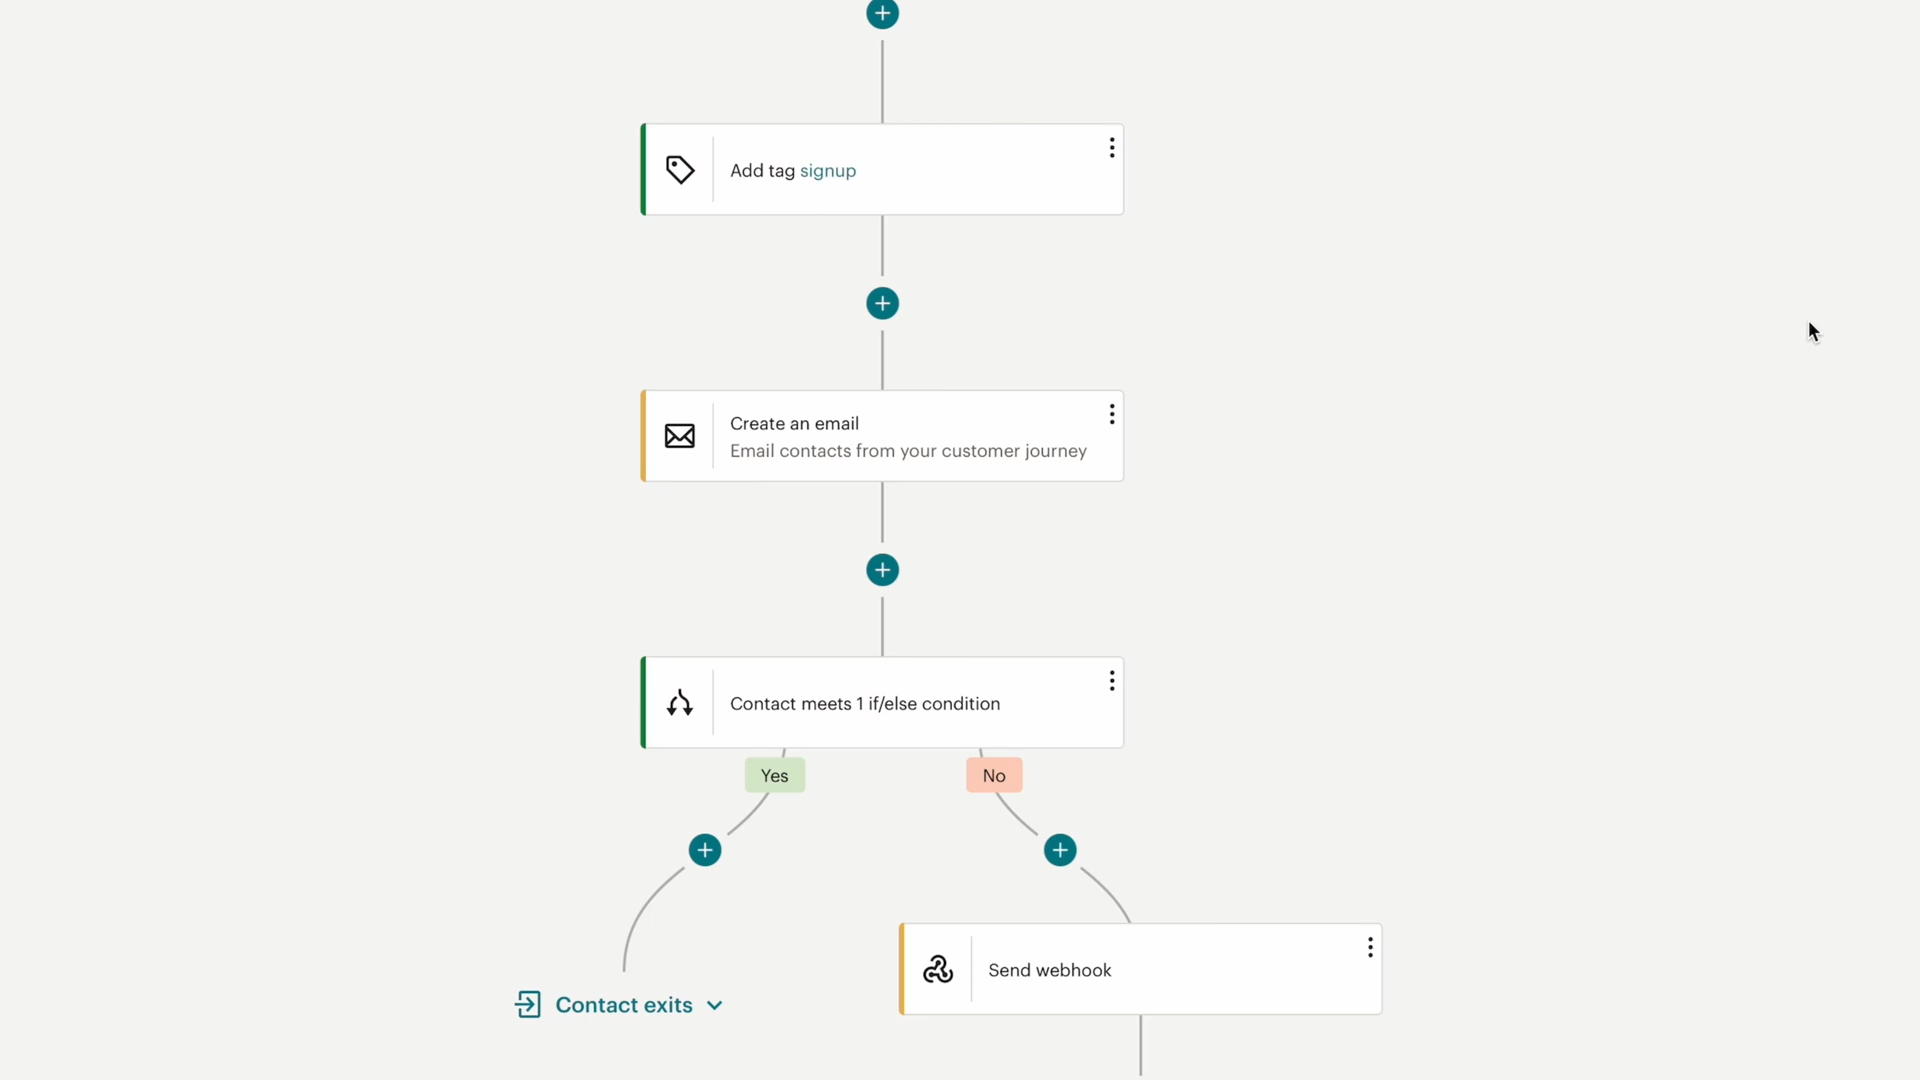 Add tag signup
Create an email
Email contacts from your customer journey
Contact meets 1 if/else condition
Yes
No
Send webhook
Contact exits